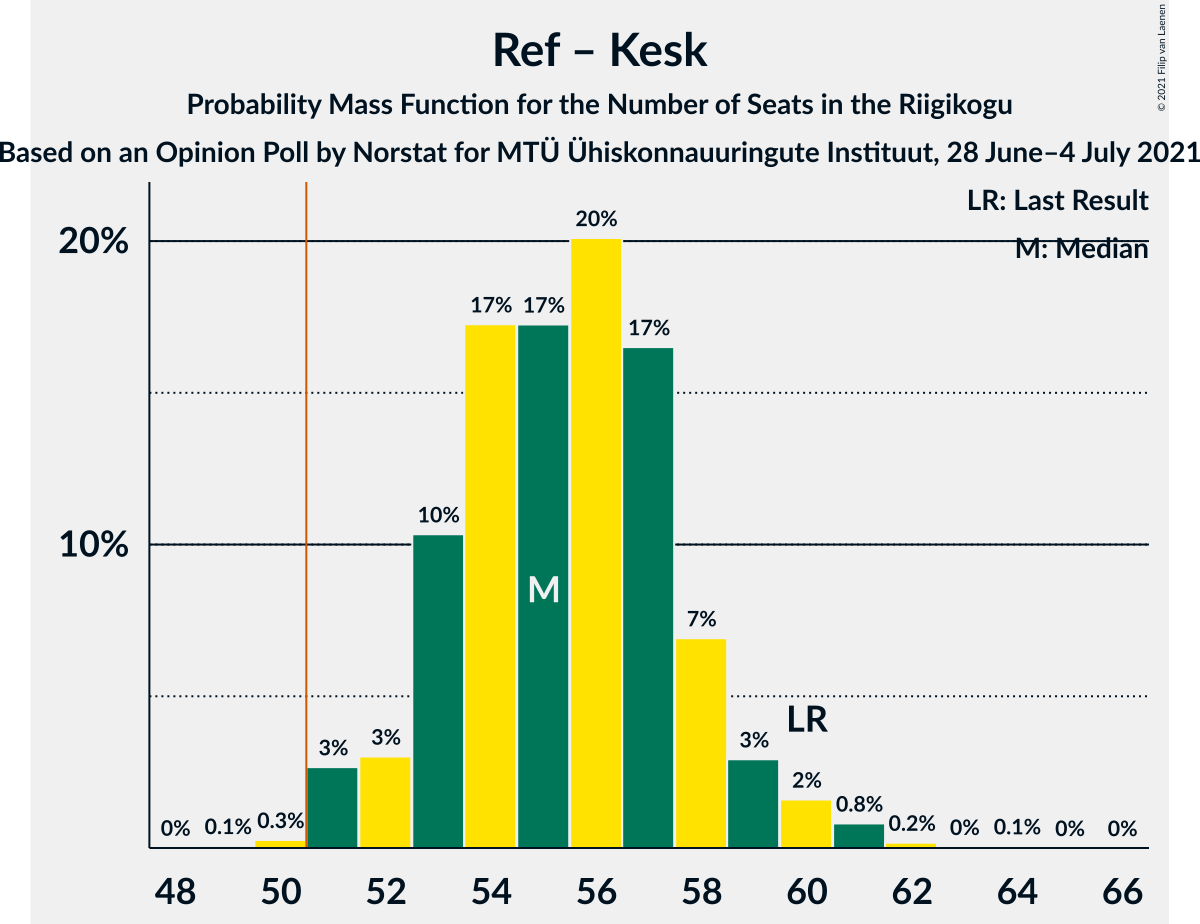 Ref – Kesk
Probability Mass Function for the Number of Seats in the Riigikogu
Based on an Opinion Poll by Norstat for MTÜ Ühiskonnauuringute Instituut, 28 June–4 July 2021
© 2021 Filip van Laenen
LR: Last Result
M: Median
20%
10%
0%
0.1%
0.3%
3%
3%
10%
17%
17%
20%
17%
7%
3%
2%
0.8%
0.2%
0%
0.1%
0%
0%
M
LR
48 50 52 54 56 58 60 62 64 66